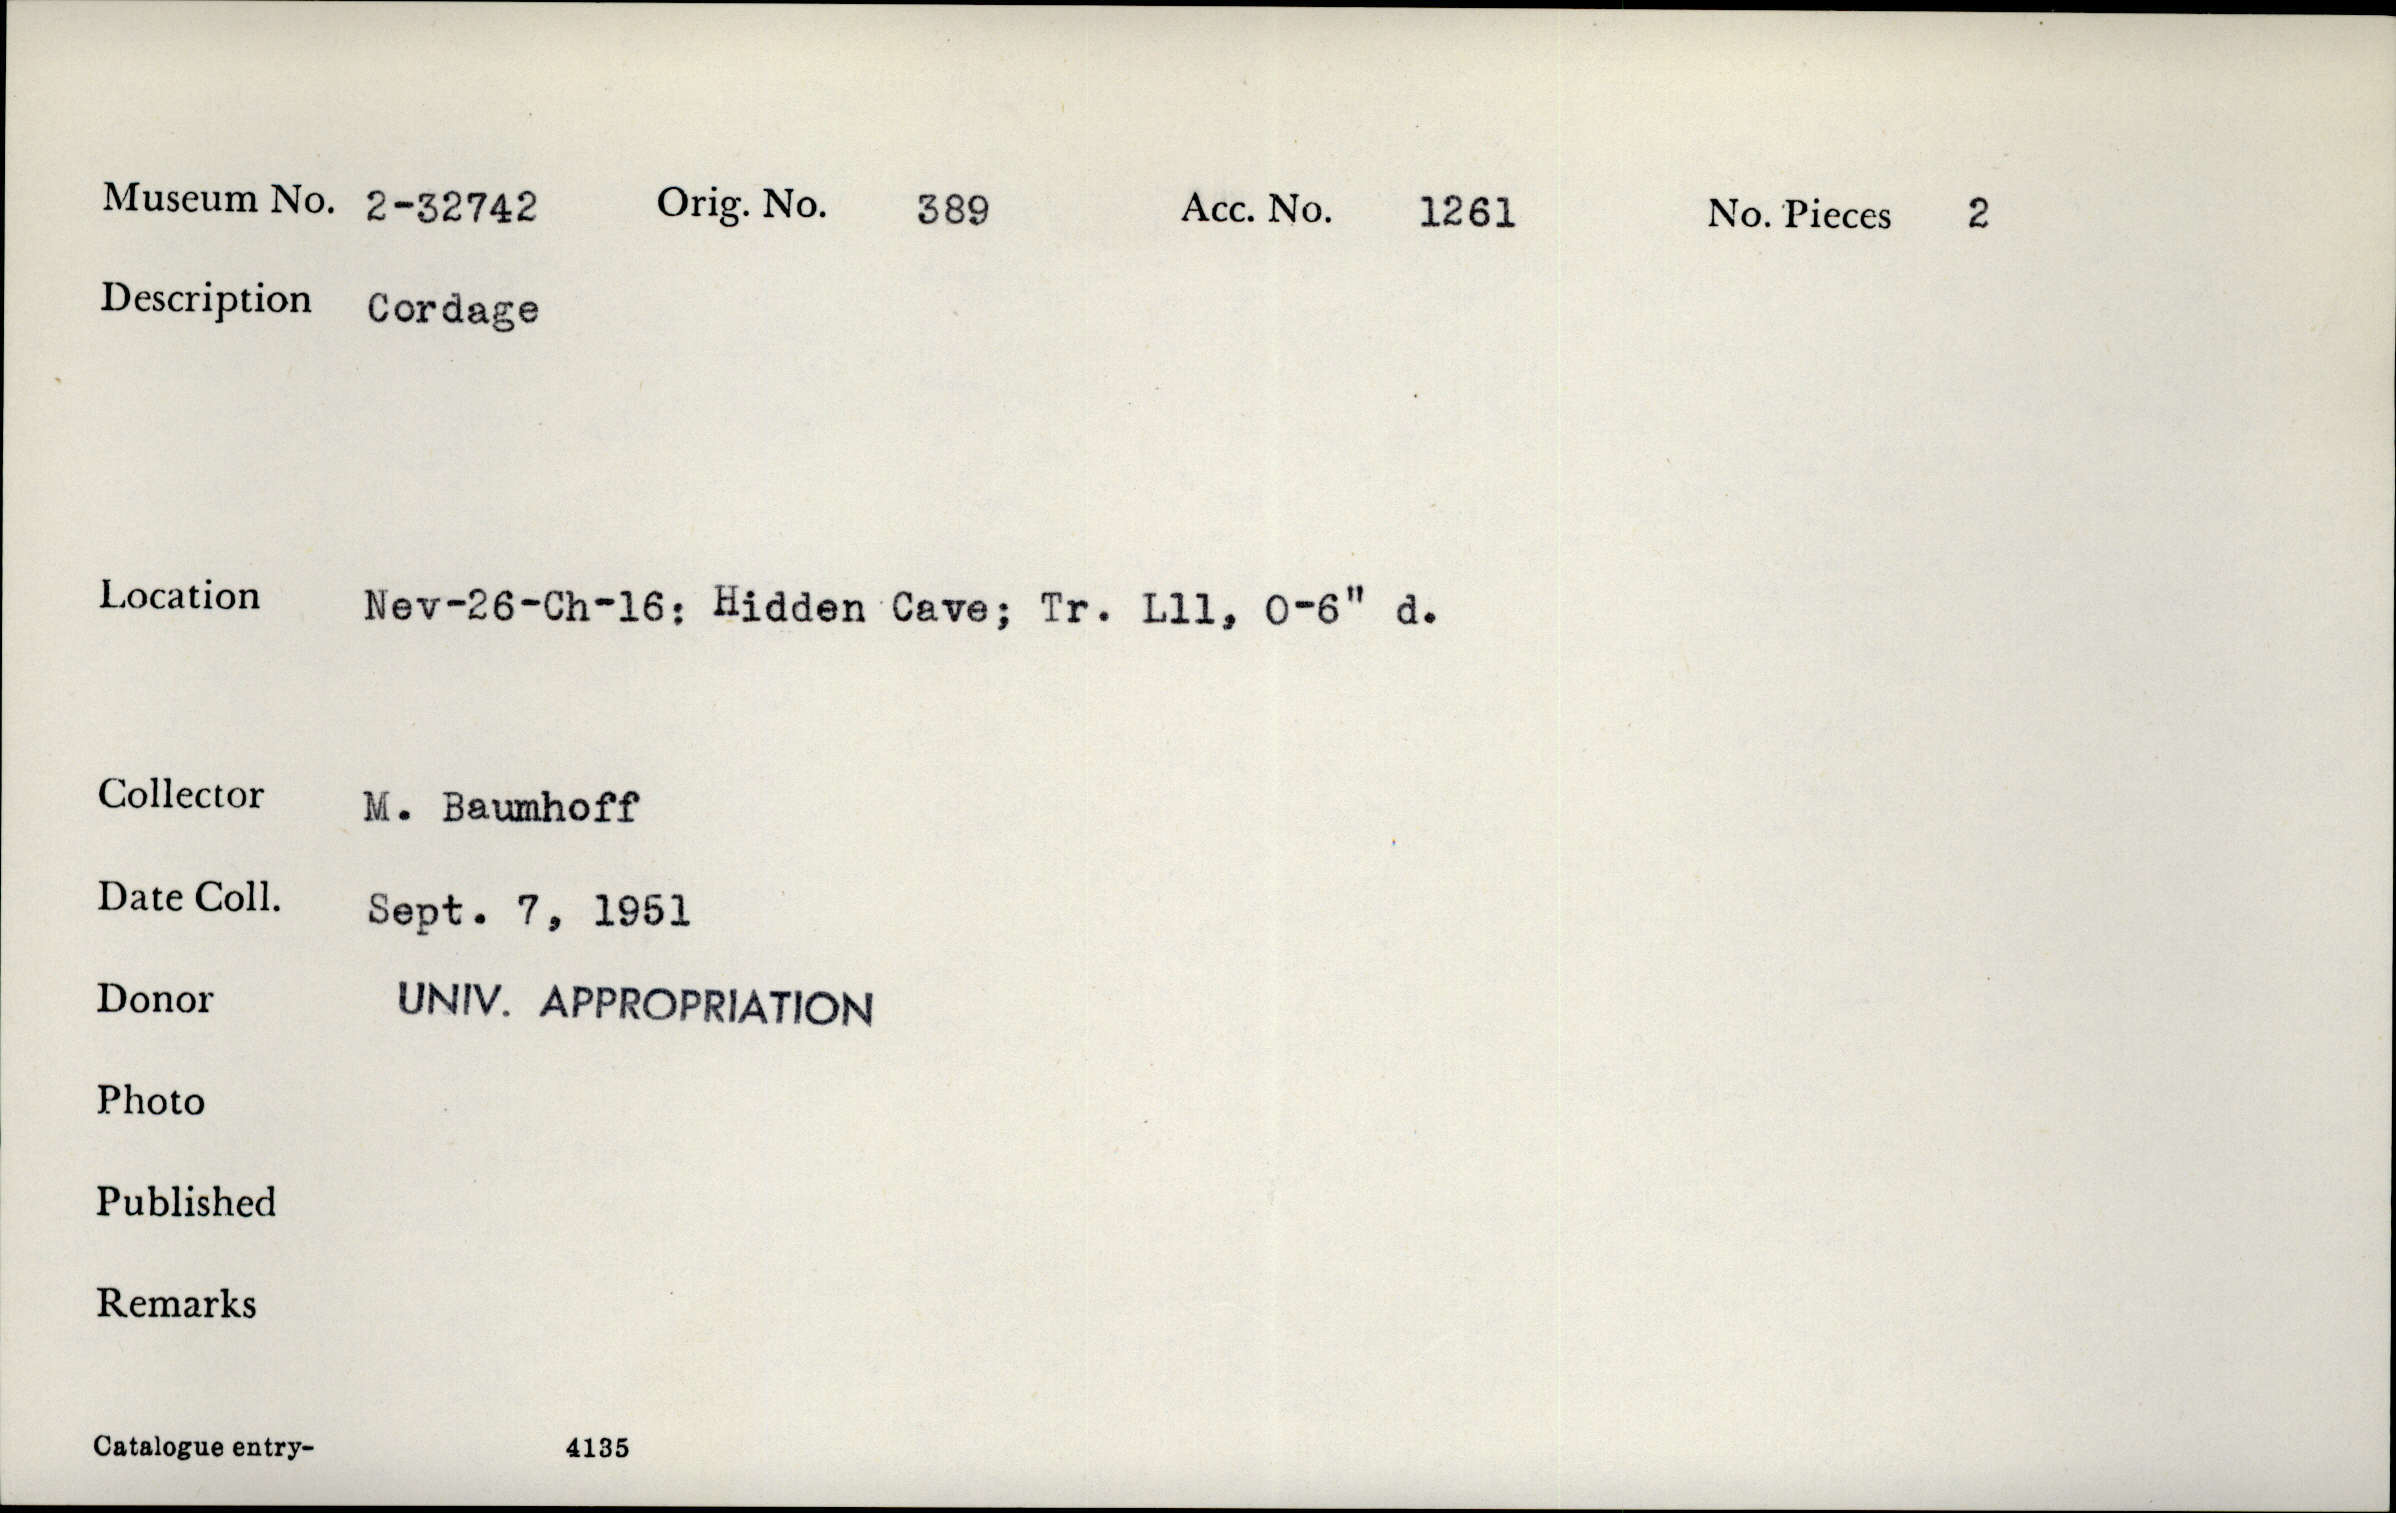 Museum No. 2-32742 Orig. No. 389 Acc. No. 1261 No. Pieces 2
Description Cordage
Location Nev-26-Ch-16: Hidden Cave; Tr. L11, 0-6" d.
Collector M. Baumhoff
Date Coll. Sept. 7, 1951
Donor UNIV. APPROPRIATION
Photo
Published
Remarks
Catalogue entry- 4135